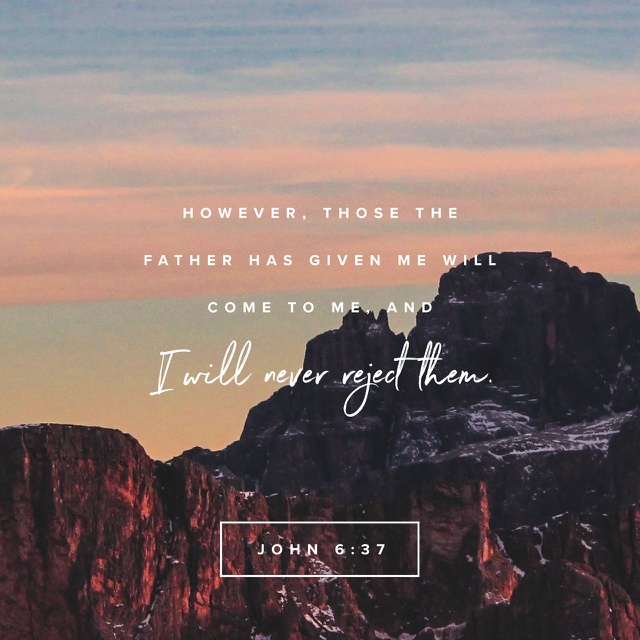 HOWEVER, THOSE THE
FATHER HAS GIVEN ME WILL
COME TO ME, AND
I will never reject them.
JOHN 6:37